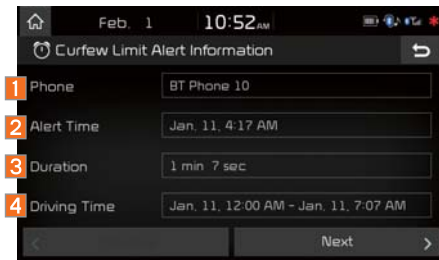 Feb. 1 10:52 AM
Curfew Limit Alert Information
1 Phone BT Phone 10
2 Alert Time Jan. 11, 4:17 AM
3 Duration 1 min 7 sec
4 Driving Time Jan. 11, 12:00 AM - Jan. 11, 7:07 AM
< Next >